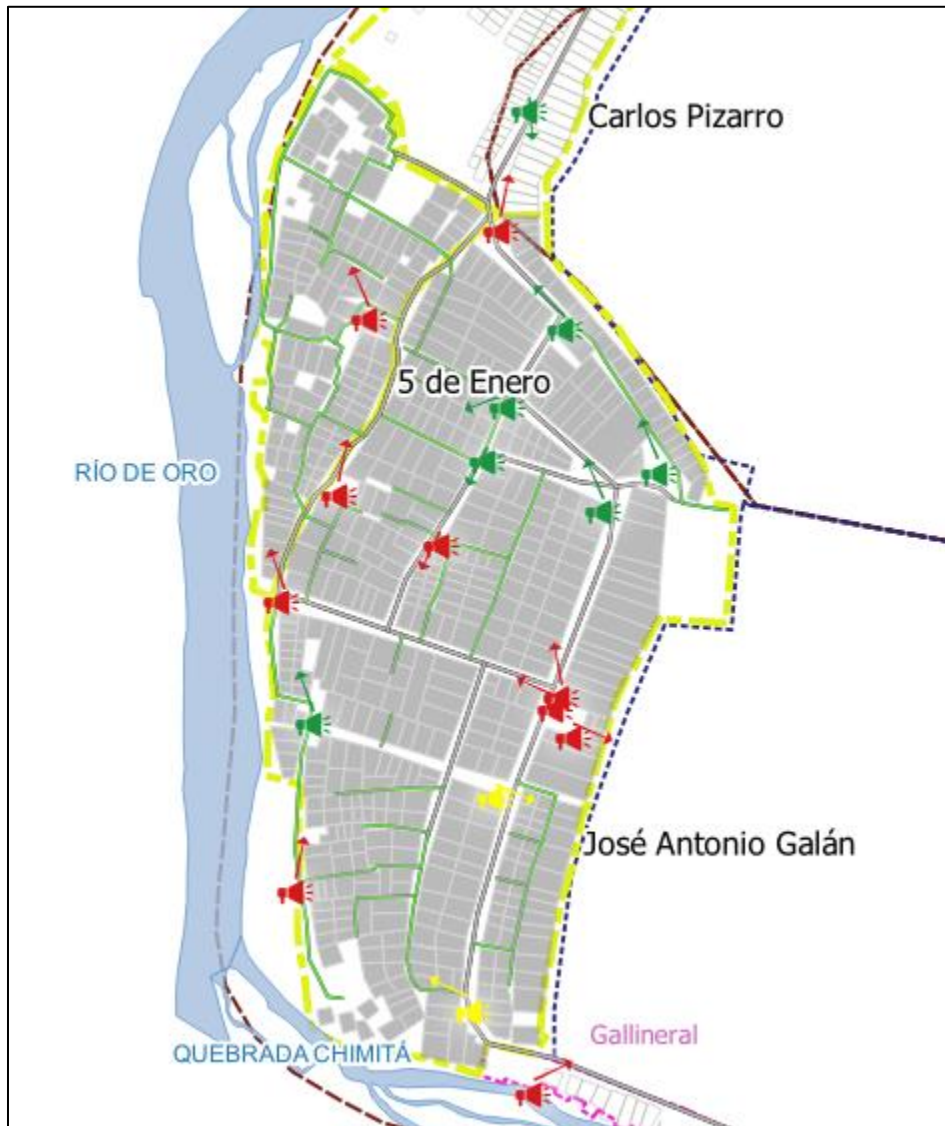 Carlos Pizarro
5 de Enero
RÍO DE ORO
José Antonio Galán
Gallineral
QUEBRADA CHIMITÁ